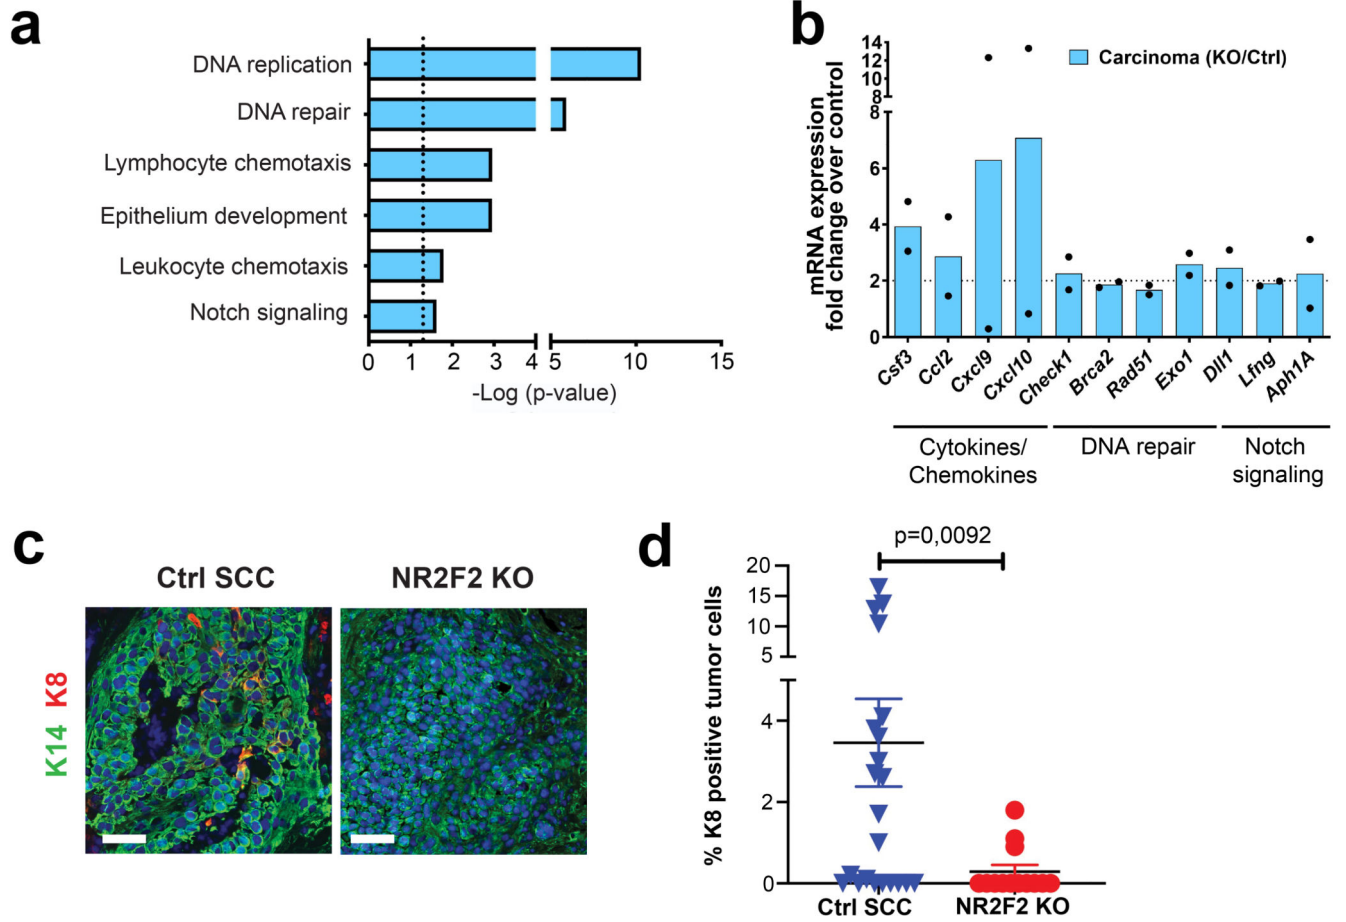 a
DNA replication
DNA repair
Lymphocyte chemotaxis
Epithelium development
Leukocyte chemotaxis
Notch signaling
0 1 2 3 4 5 10 15
-Log (p-value)
b
mRNA expression
fold change over control
14
12
10
8
8
6
4
2
0
Carcinoma (KO/Ctrl)
Csf3 Ccl2 Cxcl9 Cxcl10 Check1 Brca2 Rad51 Exo1 Dll1 Lfng Aph1A
Cytokines/
Chemokines
DNA repair
Notch
signaling
c
Ctrl SCC NR2F2 KO
K14 K8
d
p=0,0092
% K8 positive tumor cells
20
15
10
5
4
2
0
Ctrl SCC NR2F2 KO